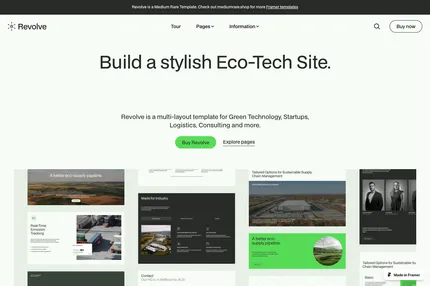 Revolve is a Medium Rare Template. Check out mediumrare.shop for more Framer templates
Revolve
Tour
Pages
Information
Buy now
Build a stylish Eco-Tech Site.
Revolve is a multi-layout template for Green Technology, Startups,
Logistics, Consulting and more.
Buy Revolve
Explore pages
A better eco-supply pipeline
Real-Time
Emissions
Tracking
Made for Industry
Contact
Tailored Options for Sustainable Supply
Chain Management
A better eco-
supply pipeline
Tailored Options for Sustainable Supply
Chain Management
Made in Framer